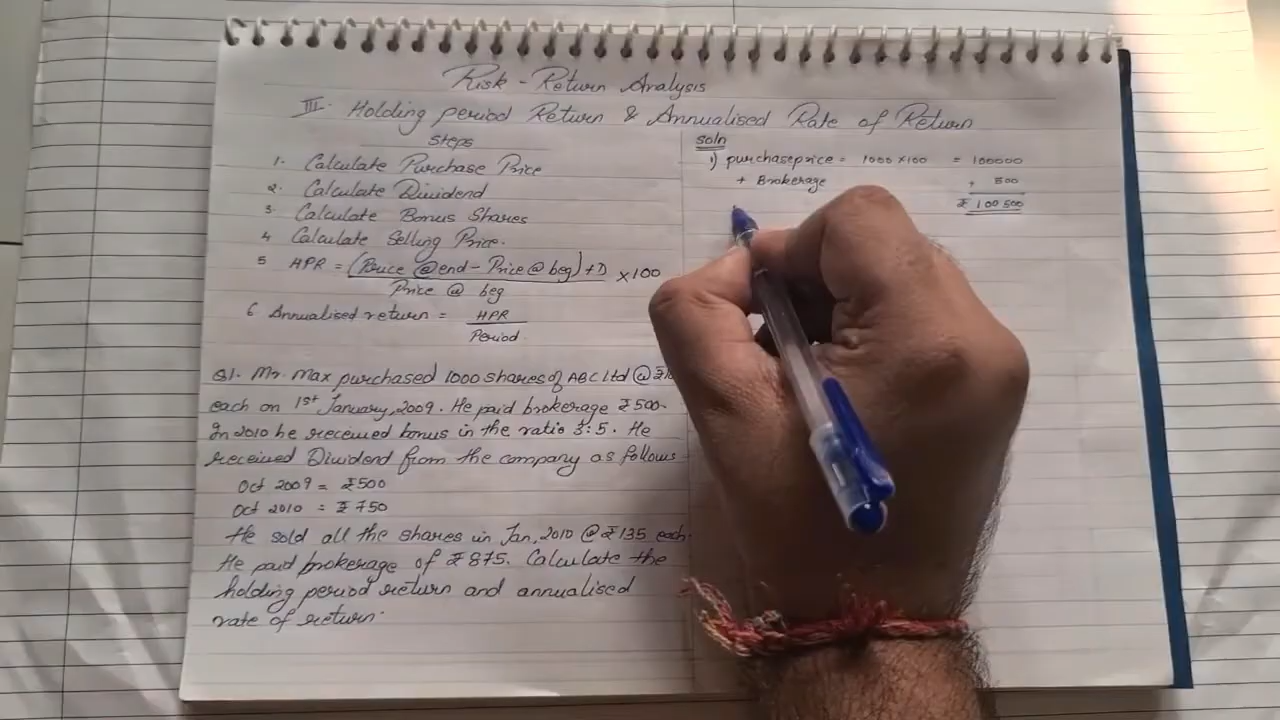 Risk - Return Analysis
III. Holding period Return & Annualised Rate of Return
Steps
1. Calculate Purchase Price
2. Calculate Dividend
3. Calculate Bonus Shares
4 Calculate Selling Price.
5 HPR = (Price @ end - Price @ beg) + D × 100
Price @ beg
6 Annualised return = HPR
Period
Q1. Mr. Max purchased 1000 shares of ABC Ltd @
each on 1st January, 2009. He paid brokerage ₹500.
In 2010 he received bonus in the ratio 3:5. He
received Dividend from the company as follows
Oct 2009 = ₹500
Oct 2010 = ₹750
He sold all the shares in Jan, 2010 @ ₹135 each.
He paid brokerage of ₹875. Calculate the
holding period return and annualised
rate of return.
Soln
1) purchase price = 1000 × 100 = 100000
+ Brokerage + 500
₹ 100 500